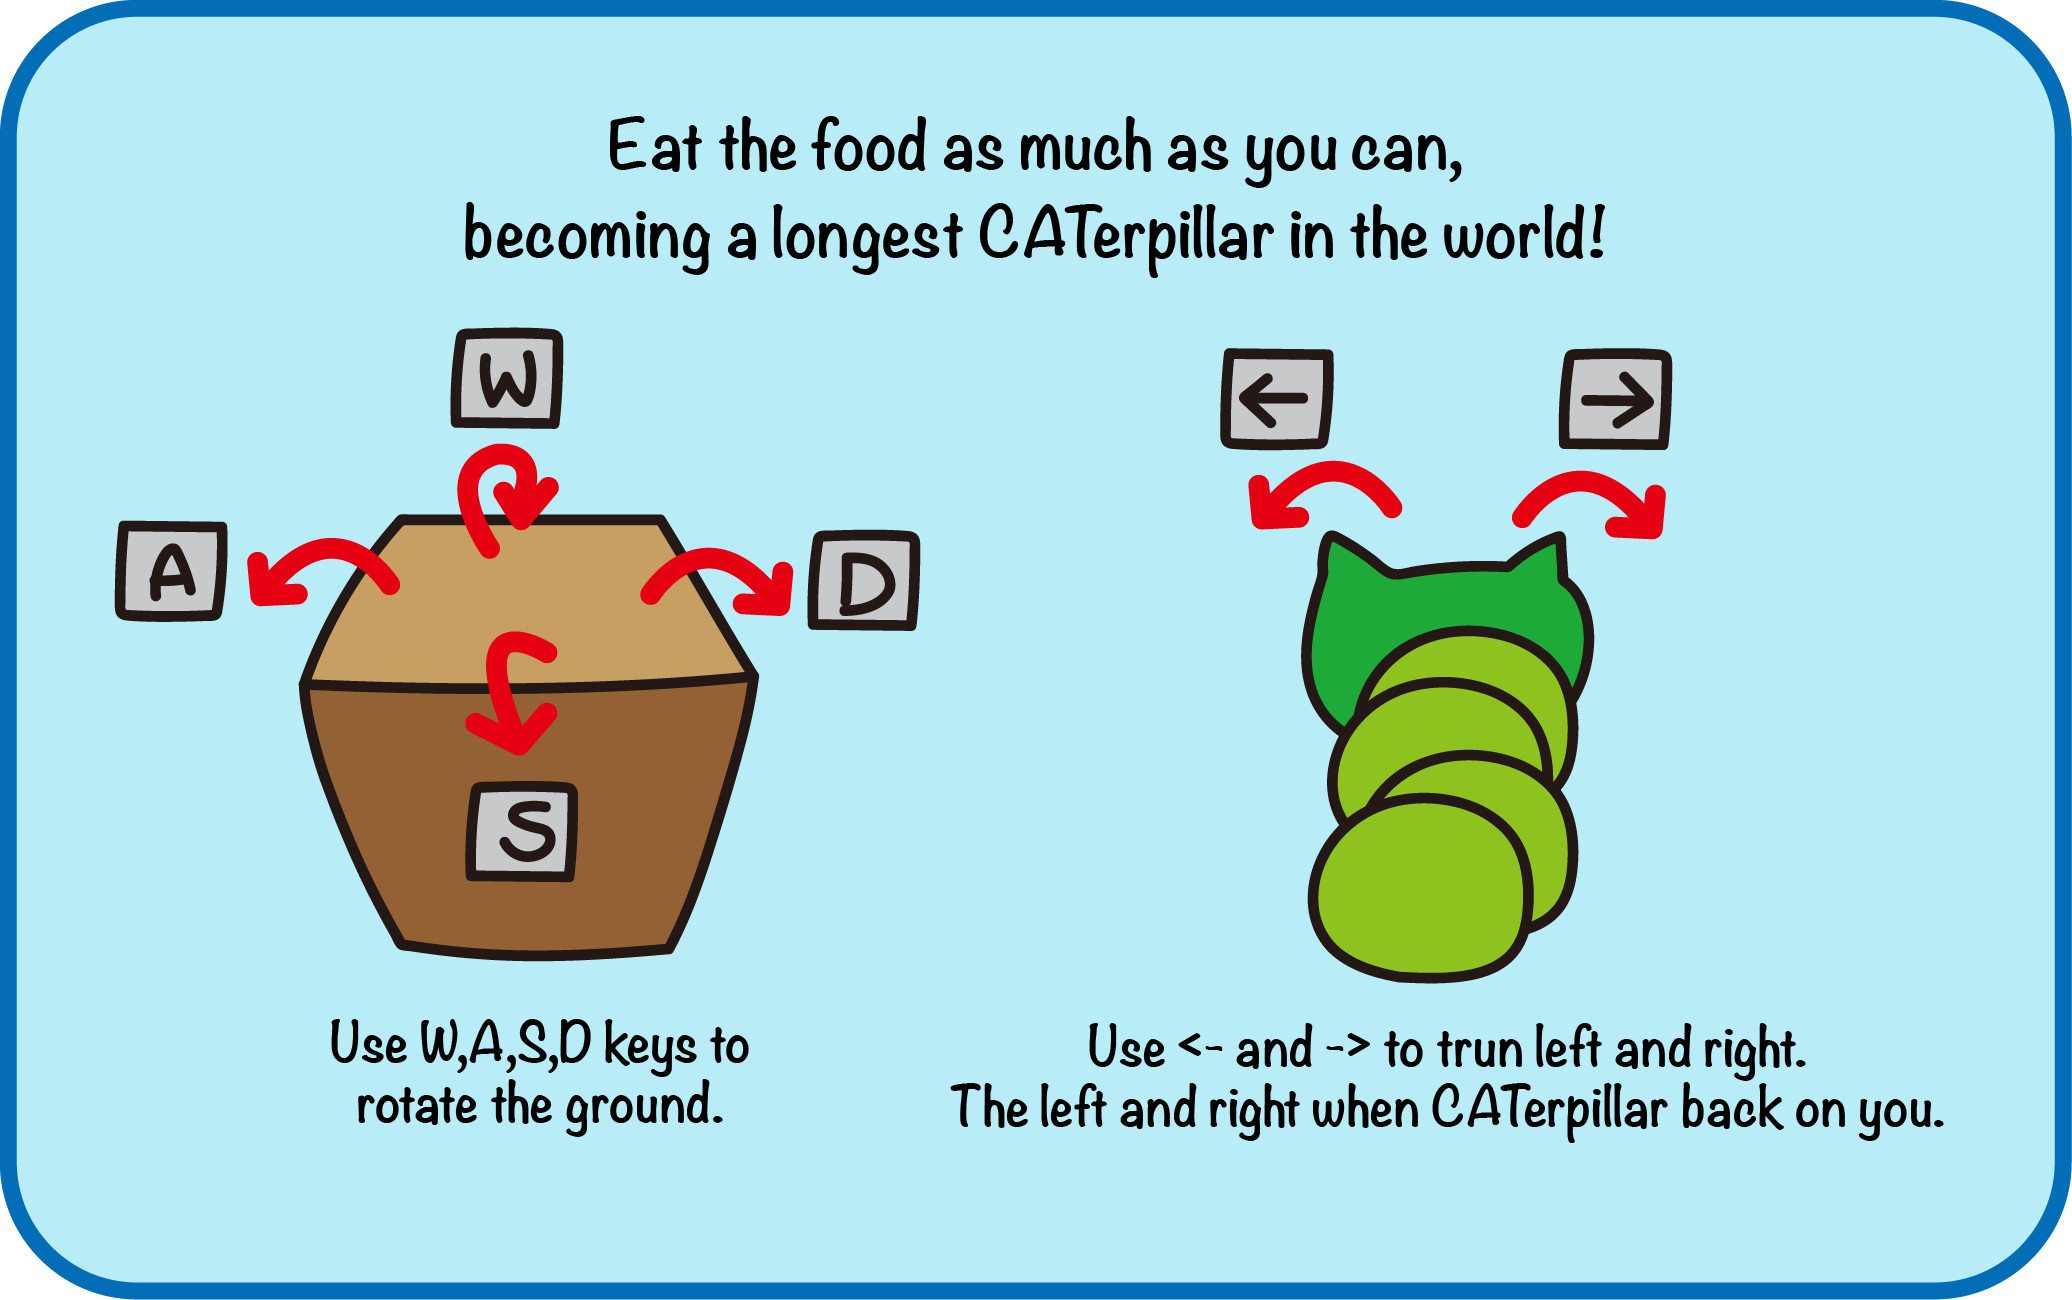 Eat the food as much as you can,
becoming a longest CATerpillar in the world!
W
A
D
S
←
→
Use W,A,S,D keys to
rotate the ground.
Use <- and -> to trun left and right.
The left and right when CATerpillar back on you.